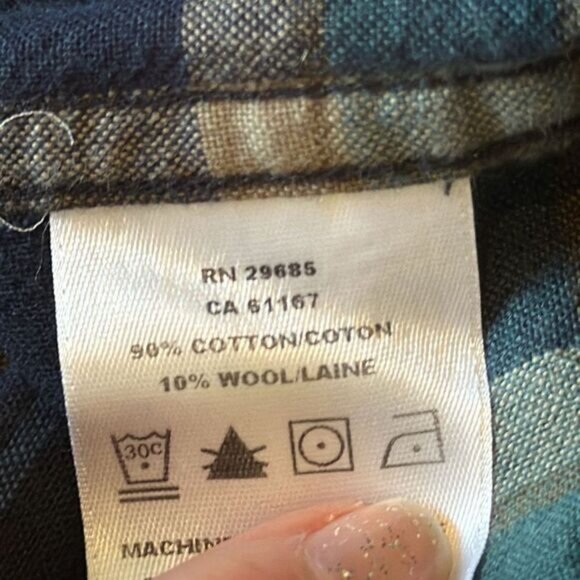 RN 29685
CA 61167
90% COTTON/COTON
10% WOOL/LAINE
30C